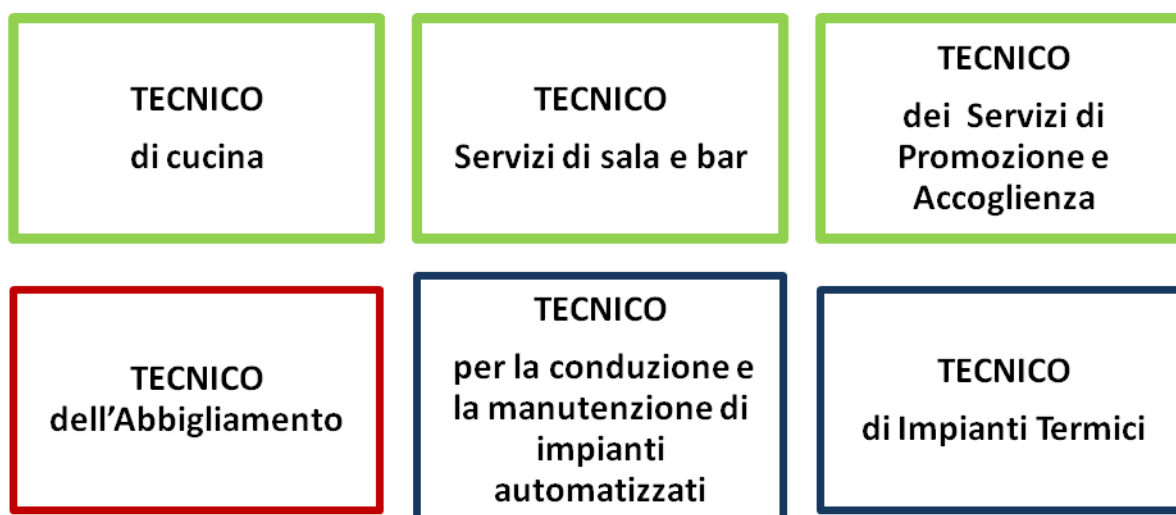 TECNICO
di cucina
TECNICO
Servizi di sala e bar
TECNICO
dei Servizi di
Promozione e
Accoglienza
TECNICO
dell’Abbigliamento
TECNICO
per la conduzione e
la manutenzione di
impianti
automatizzati
TECNICO
di Impianti Termici